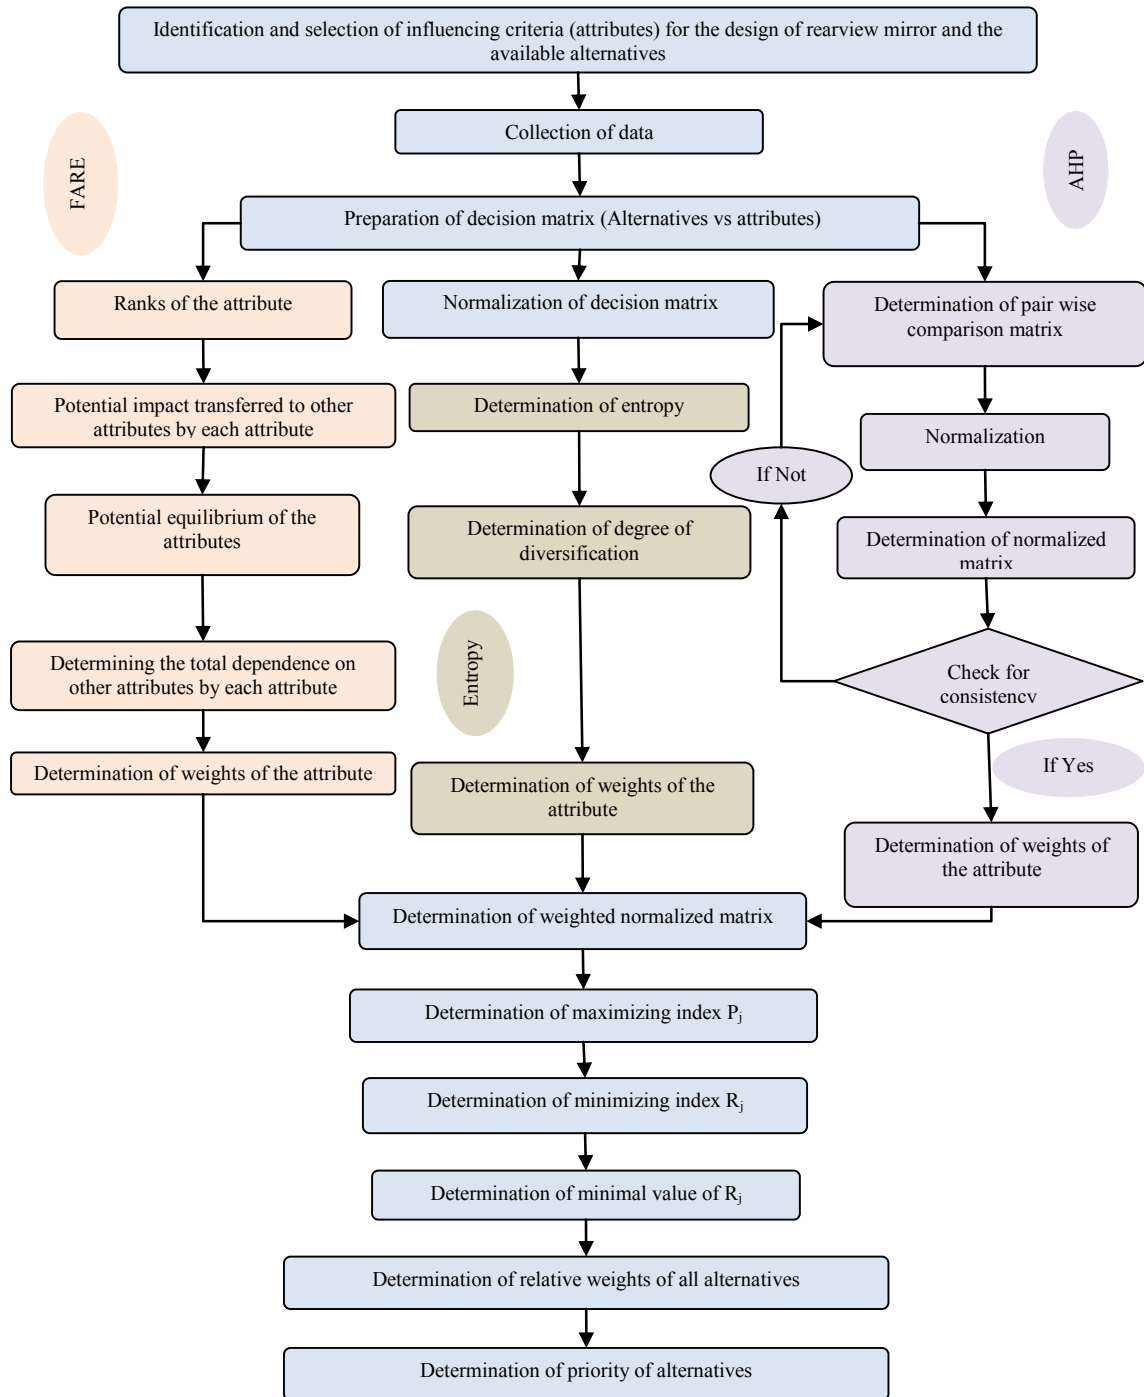 Identification and selection of influencing criteria (attributes) for the design of rearview mirror and the
available alternatives
Collection of data
FARE
AHP
Preparation of decision matrix (Alternatives vs attributes)
Ranks of the attribute
Normalization of decision matrix
Determination of pair wise
comparison matrix
Potential impact transferred to other
attributes by each attribute
Determination of entropy
Normalization
If Not
Potential equilibrium of the
attributes
Determination of degree of
diversification
Determination of normalized
matrix
Determining the total dependence on
other attributes by each attribute
Entropy
Check for
consistency
If Yes
Determination of weights of the attribute
Determination of weights of the
attribute
Determination of weights of
the attribute
Determination of weighted normalized matrix
Determination of maximizing index Pj
Determination of minimizing index Rj
Determination of minimal value of Rj
Determination of relative weights of all alternatives
Determination of priority of alternatives